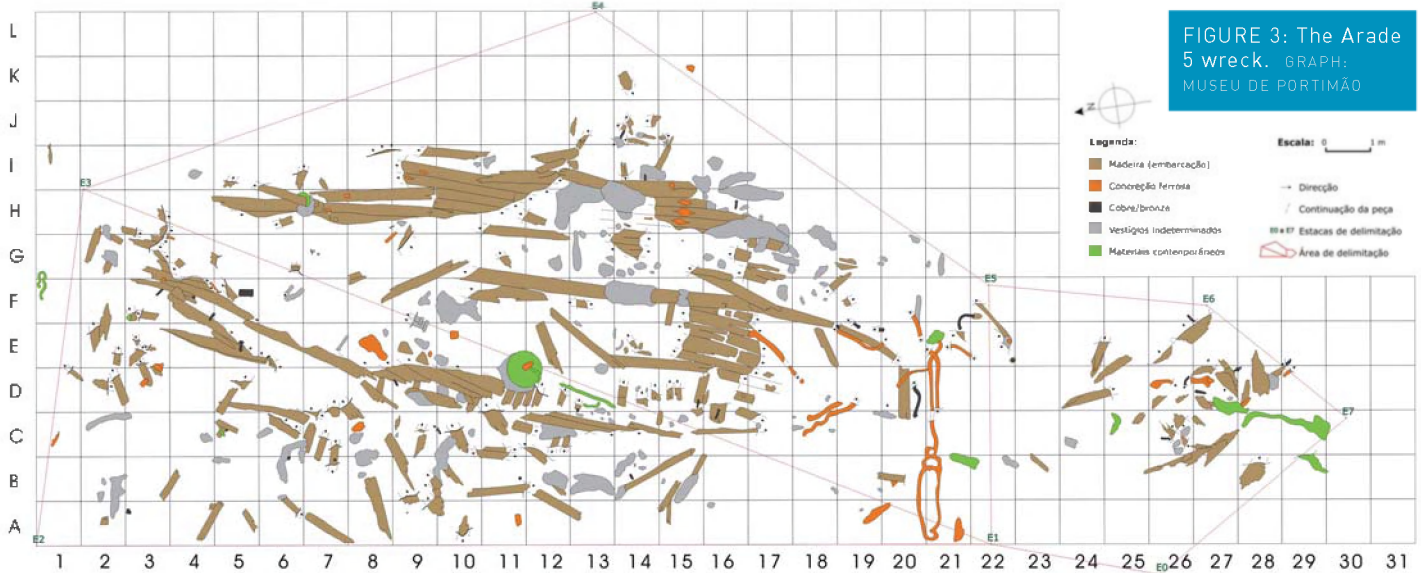 FIGURE 3: The Arade
5 wreck. GRAPH:
MUSEU DE PORTIMÃO
N
Legenda:
Madeira (embarcação)
Concreção ferrosa
Cobre/bronze
Vestígios indeterminados
Materiais contemporâneos
Escala: 0 1 m
Direcção
Continuação da peça
E6 E7 Estacas de delimitação
Área de delimitação
E4
E3
E5
E6
E7
E2
E1
E0
L
K
J
I
H
G
F
E
D
C
B
A
1 2 3 4 5 6 7 8 9 10 11 12 13 14 15 16 17 18 19 20 21 22 23 24 25 26 27 28 29 30 31